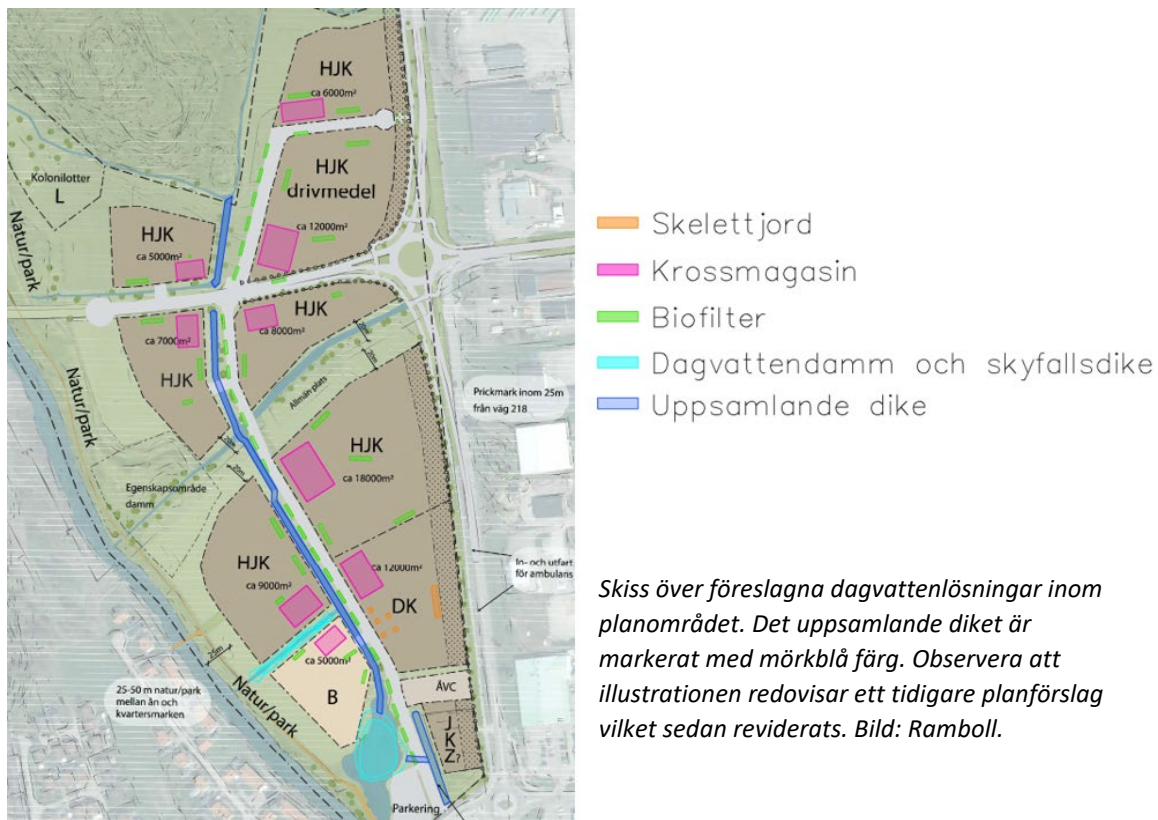 HJK
ca 6000m²
HJK
drivmedel
ca 12000m²
Kolonilotter
L
Natur/park
HJK
ca 5000m²
HJK
ca 8000m²
ca 7000m²
HJK
20m
20m
Allmän plats
Natur/park
Prickmark inom 25m
från väg 218
HJK
ca 18000m²
20m
20m
Egenskapsområde
damm
In- och utfart
för ambulans
HJK
ca 9000m²
ca 12000m²
DK
ca 5000m²
B
25m
Natur/park
25-50 m natur/park
mellan ån och
kvartersmarken
ÅVC
J
K
Z?
Parkering
Skelettjord
Krossmagasin
Biofilter
Dagvattendamm och skyfallsdike
Uppsamlande dike
Skiss över föreslagna dagvattenlösningar inom
planområdet. Det uppsamlande diket är
markerat med mörkblå färg. Observera att
illustrationen redovisar ett tidigare planförslag
vilket sedan reviderats. Bild: Ramboll.